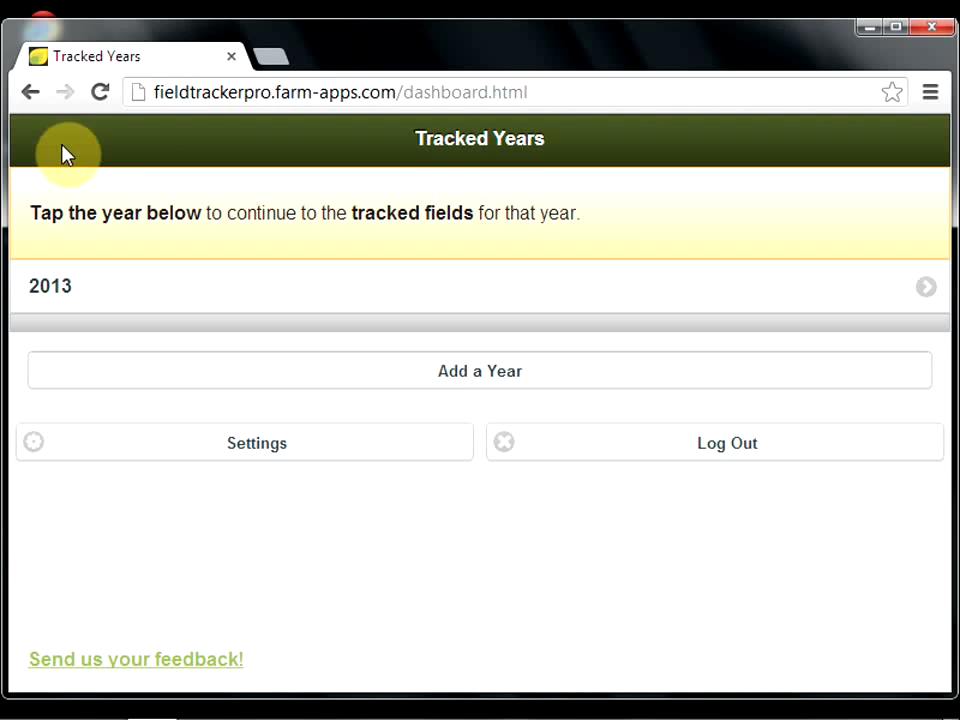 Tracked Years
fieldtrackerpro.farm-apps.com/dashboard.html
Tracked Years
Tap the year below to continue to the tracked fields for that year.
2013
Add a Year
Settings
Log Out
Send us your feedback!